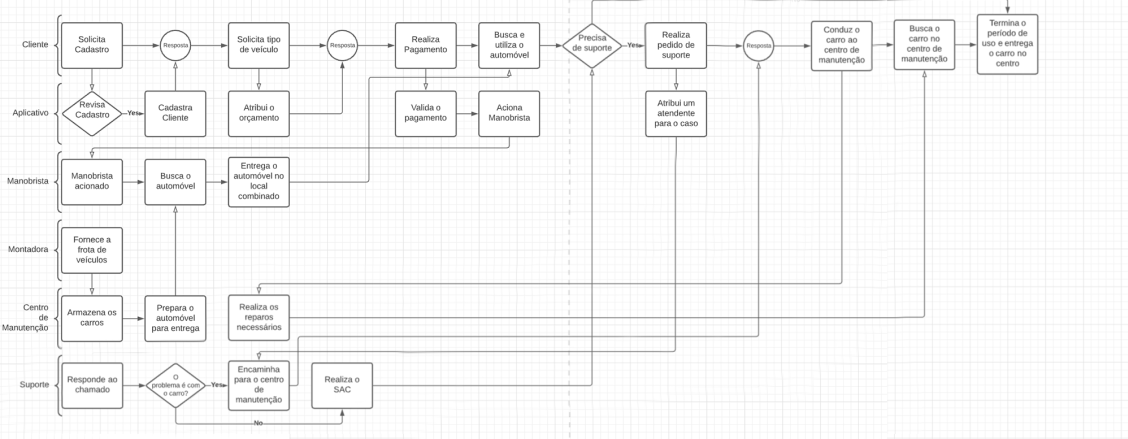 Cliente
Solicita
Cadastro
Resposta
Solicita tipo
de veículo
Resposta
Realiza
Pagamento
Busca e
utiliza o
automóvel
Precisa
de suporte
Yes
Realiza
pedido de
suporte
Resposta
Conduz o
carro ao
centro de
manutenção
Busca o
carro no
centro de
manutenção
Termina o
período de
uso e entrega
o carro no
centro
Aplicativo
Revisa
Cadastro
Yes
Cadastra
Cliente
Atribui o
orçamento
Valida o
pagamento
Aciona
Manobrista
Atribui um
atendente
para o caso
Manobrista
Manobrista
acionado
Busca o
automóvel
Entrega o
automóvel no
local
combinado
Montadora
Fornece a
frota de
veículos
Centro
de
Manutenção
Armazena os
carros
Prepara o
automóvel
para entrega
Realiza os
reparos
necessários
Suporte
Responde ao
chamado
O
problema é com
o carro?
Yes
Encaminha
para o centro
de
manutenção
Realiza o
SAC
No